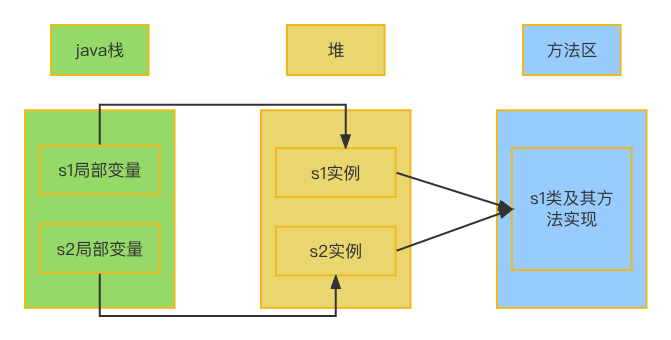 java栈
堆
方法区
s1局部变量
s2局部变量
s1实例
s2实例
s1类及其方
法实现